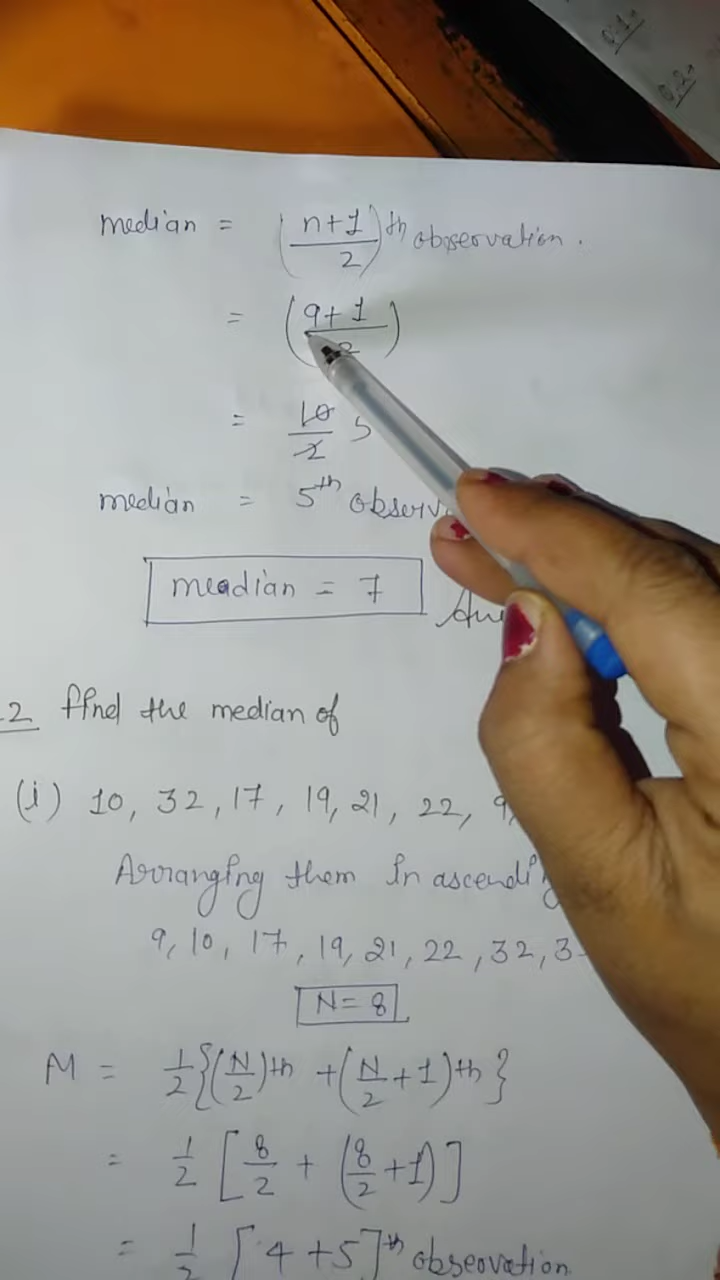 median = (n+1/2)th observation.
= (9+1/2)
= 10/2 5
median = 5th
meadian = 7
2 find the median of
(i) 10, 32, 17, 19, 21, 22, 9,
Arranging them in
9, 10, 17, 19, 21, 22, 32,
N = 8
M = 1/2{(N/2)th + (N/2+1)th}
= 1/2 [8/2 + (8/2+1)]
= 1/2 [4+5]th observation